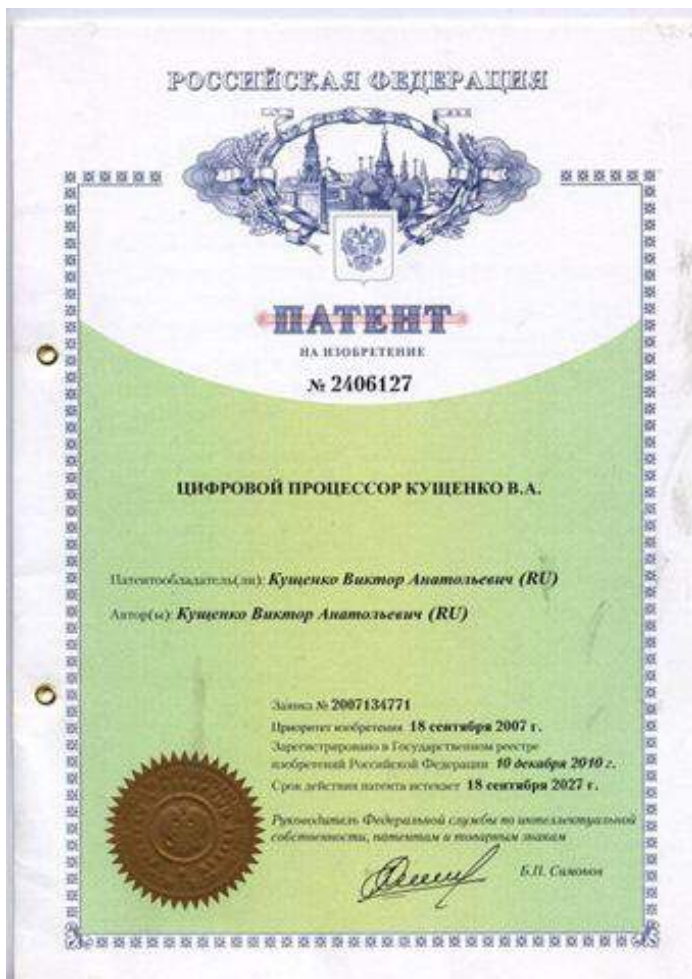 РОССИЙСКАЯ ФЕДЕРАЦИЯ
ПАТЕНТ
НА ИЗОБРЕТЕНИЕ
№ 2406127
ЦИФРОВОЙ ПРОЦЕССОР КУЩЕНКО В.А.
Патентообладатель(ли): Кущенко Виктор Анатольевич (RU)
Автор(ы): Кущенко Виктор Анатольевич (RU)
Заявка № 2007134771
Приоритет изобретения 18 сентября 2007 г.
Зарегистрировано в Государственном реестре
изобретений Российской Федерации 10 декабря 2010 г.
Срок действия патента истекает 18 сентября 2027 г.
Руководитель Федеральной службы по интеллектуальной
собственности, патентам и товарным знакам
Б.П. Симонов